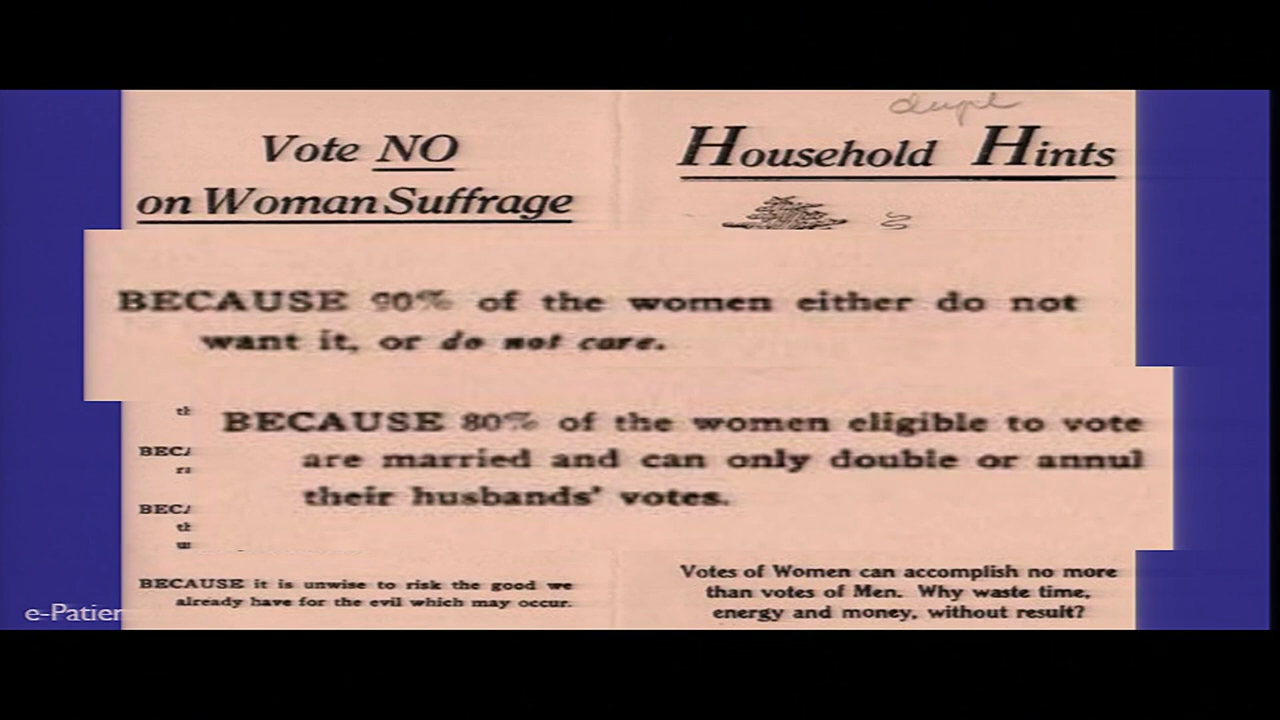 Vote NO
on Woman Suffrage
Household Hints
BECAUSE 90% of the women either do not
want it, or do not care.
BECAUSE 80% of the women eligible to vote
are married and can only double or annul
their husbands' votes.
BECAUSE it is unwise to risk the good we
already have for the evil which may occur.
Votes of Women can accomplish no more
than votes of Men. Why waste time,
energy and money, without result?
e-Patien